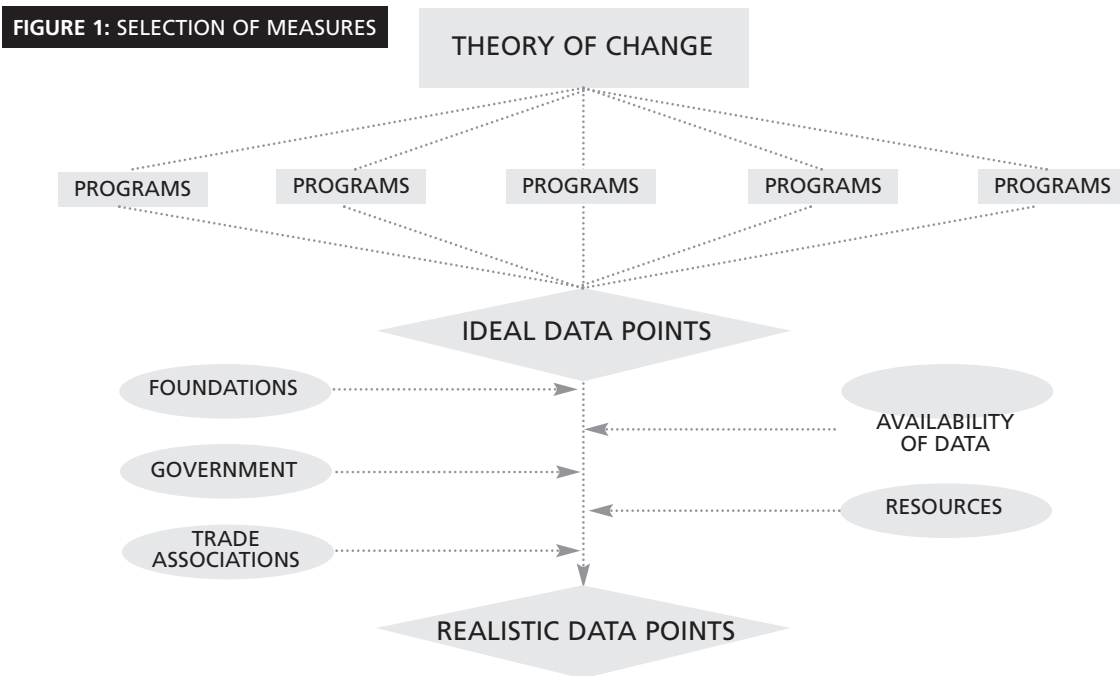 FIGURE 1: SELECTION OF MEASURES
THEORY OF CHANGE
PROGRAMS
PROGRAMS
PROGRAMS
PROGRAMS
PROGRAMS
IDEAL DATA POINTS
FOUNDATIONS
AVAILABILITY
OF DATA
GOVERNMENT
RESOURCES
TRADE
ASSOCIATIONS
REALISTIC DATA POINTS